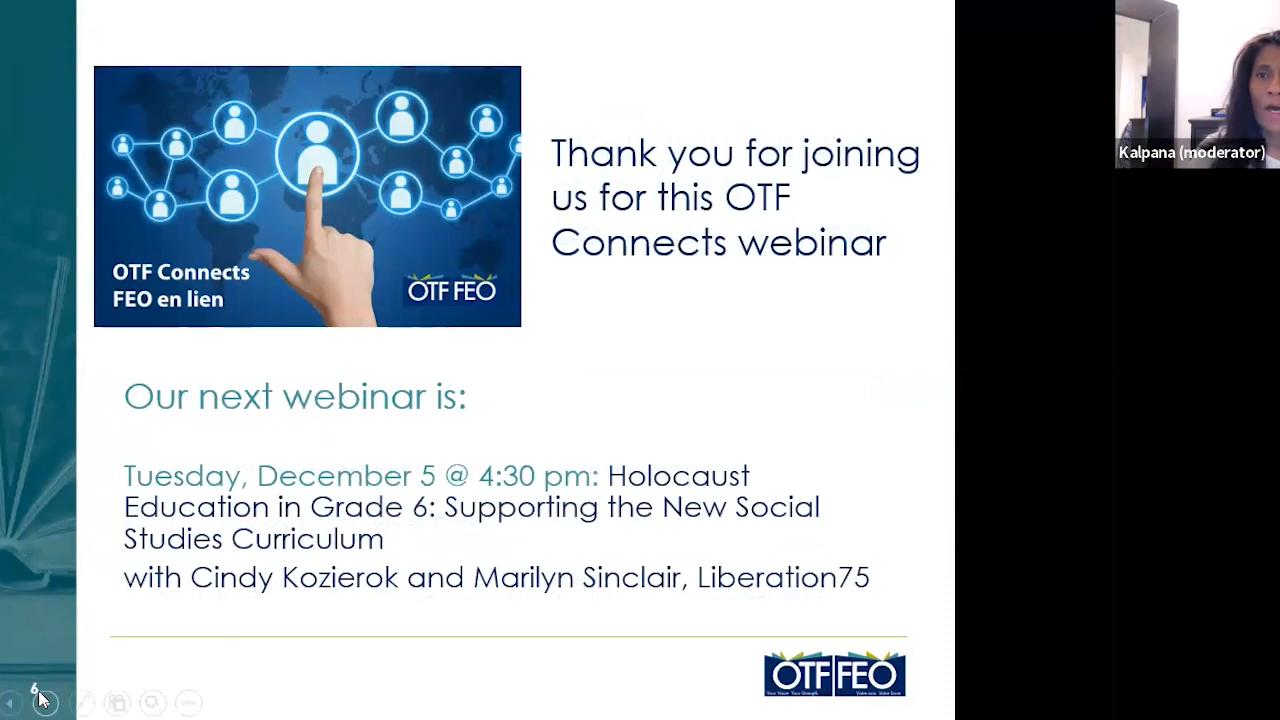 Thank you for joining
us for this OTF
Connects webinar
OTF Connects
FEO en lien
OTF FEO
Kalpana (moderator)
Our next webinar is:
Tuesday, December 5 @ 4:30 pm: Holocaust
Education in Grade 6: Supporting the New Social
Studies Curriculum
with Cindy Kozierok and Marilyn Sinclair, Liberation75
OTF FEO
6